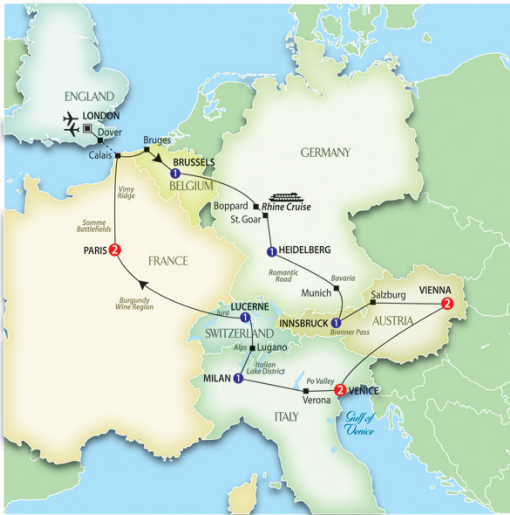 ENGLAND
LONDON
Dover
Calais
Bruges
BRUSSELS
1
BELGIUM
GERMANY
Boppard
Rhine Cruise
St. Goar
1
HEIDELBERG
Romantic
Road
Bavaria
Munich
Salzburg
VIENNA
2
INNSBRUCK
1
AUSTRIA
Brenner Pass
Vimy
Ridge
Somme
Battlefields
PARIS
2
FRANCE
Burgundy
Wine Region
Jura
LUCERNE
1
SWITZERLAND
Alps
Lugano
Italian
Lake District
MILAN
1
Po Valley
Verona
2
VENICE
ITALY
Gulf of
Venice